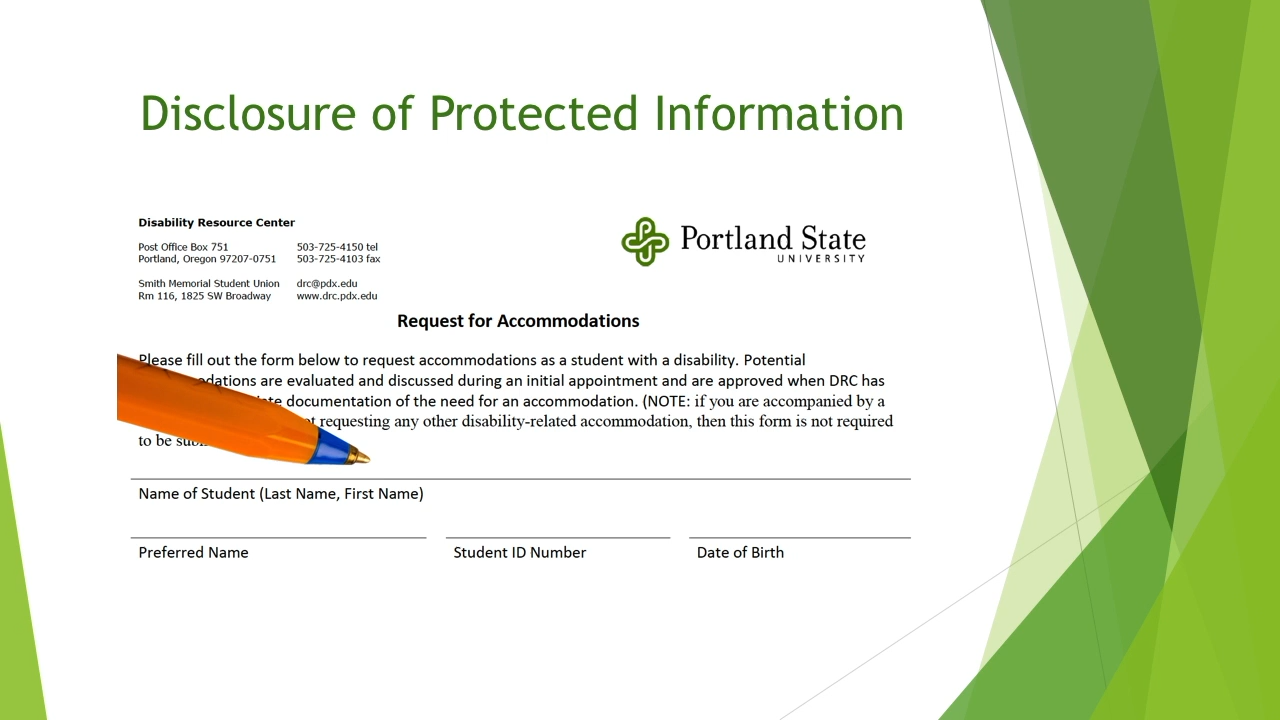 Disclosure of Protected Information
Disability Resource Center
Post Office Box 751 503-725-4150 tel
Portland, Oregon 97207-0751 503-725-4103 fax
Smith Memorial Student Union drc@pdx.edu
Rm 116, 1825 SW Broadway www.drc.pdx.edu
Portland State
UNIVERSITY
Request for Accommodations
Please fill out the form below to request accommodations as a student with a disability. Potential
are evaluated and discussed during an initial appointment and are approved when DRC has
documentation of the need for an accommodation. (NOTE: if you are accompanied by a
requesting any other disability-related accommodation, then this form is not required
to be
Name of Student (Last Name, First Name)
Preferred Name Student ID Number Date of Birth